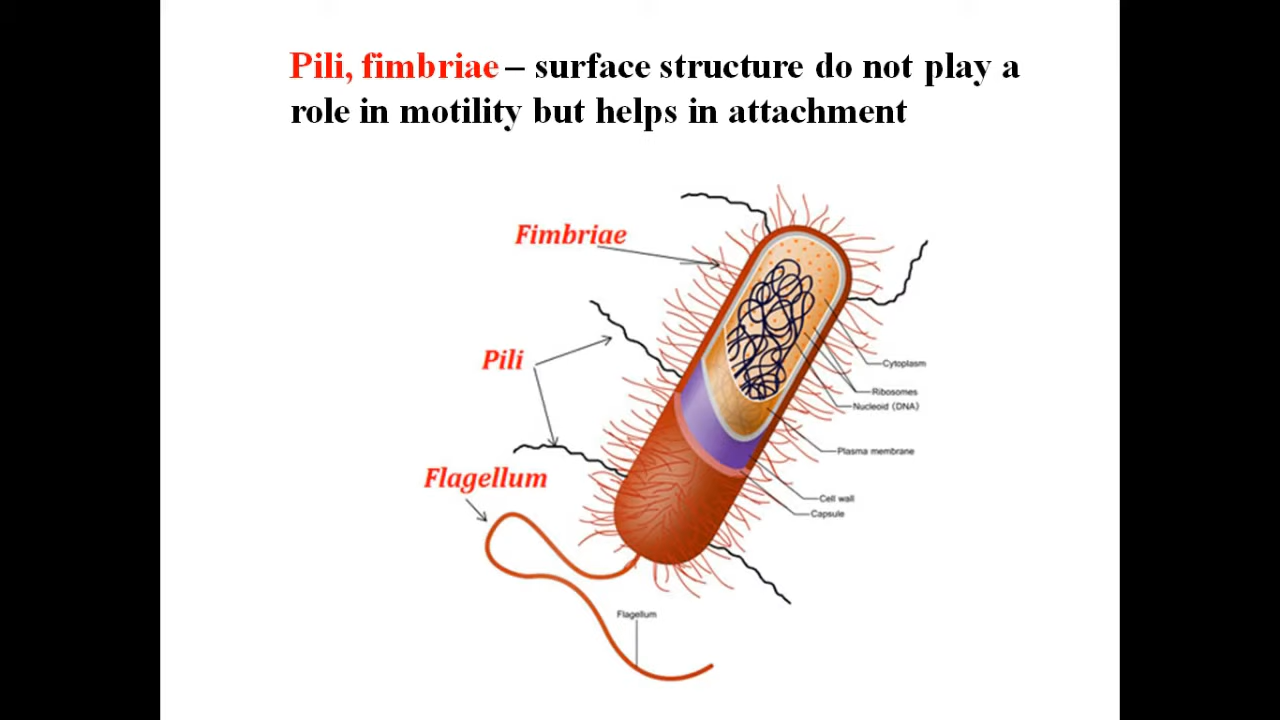 Pili, fimbriae – surface structure do not play a
role in motility but helps in attachment
Fimbriae
Pili
Cytoplasm
Ribosomes
Nucleoid (DNA)
Plasma membrane
Flagellum
Cell wall
Capsule
Flagellum